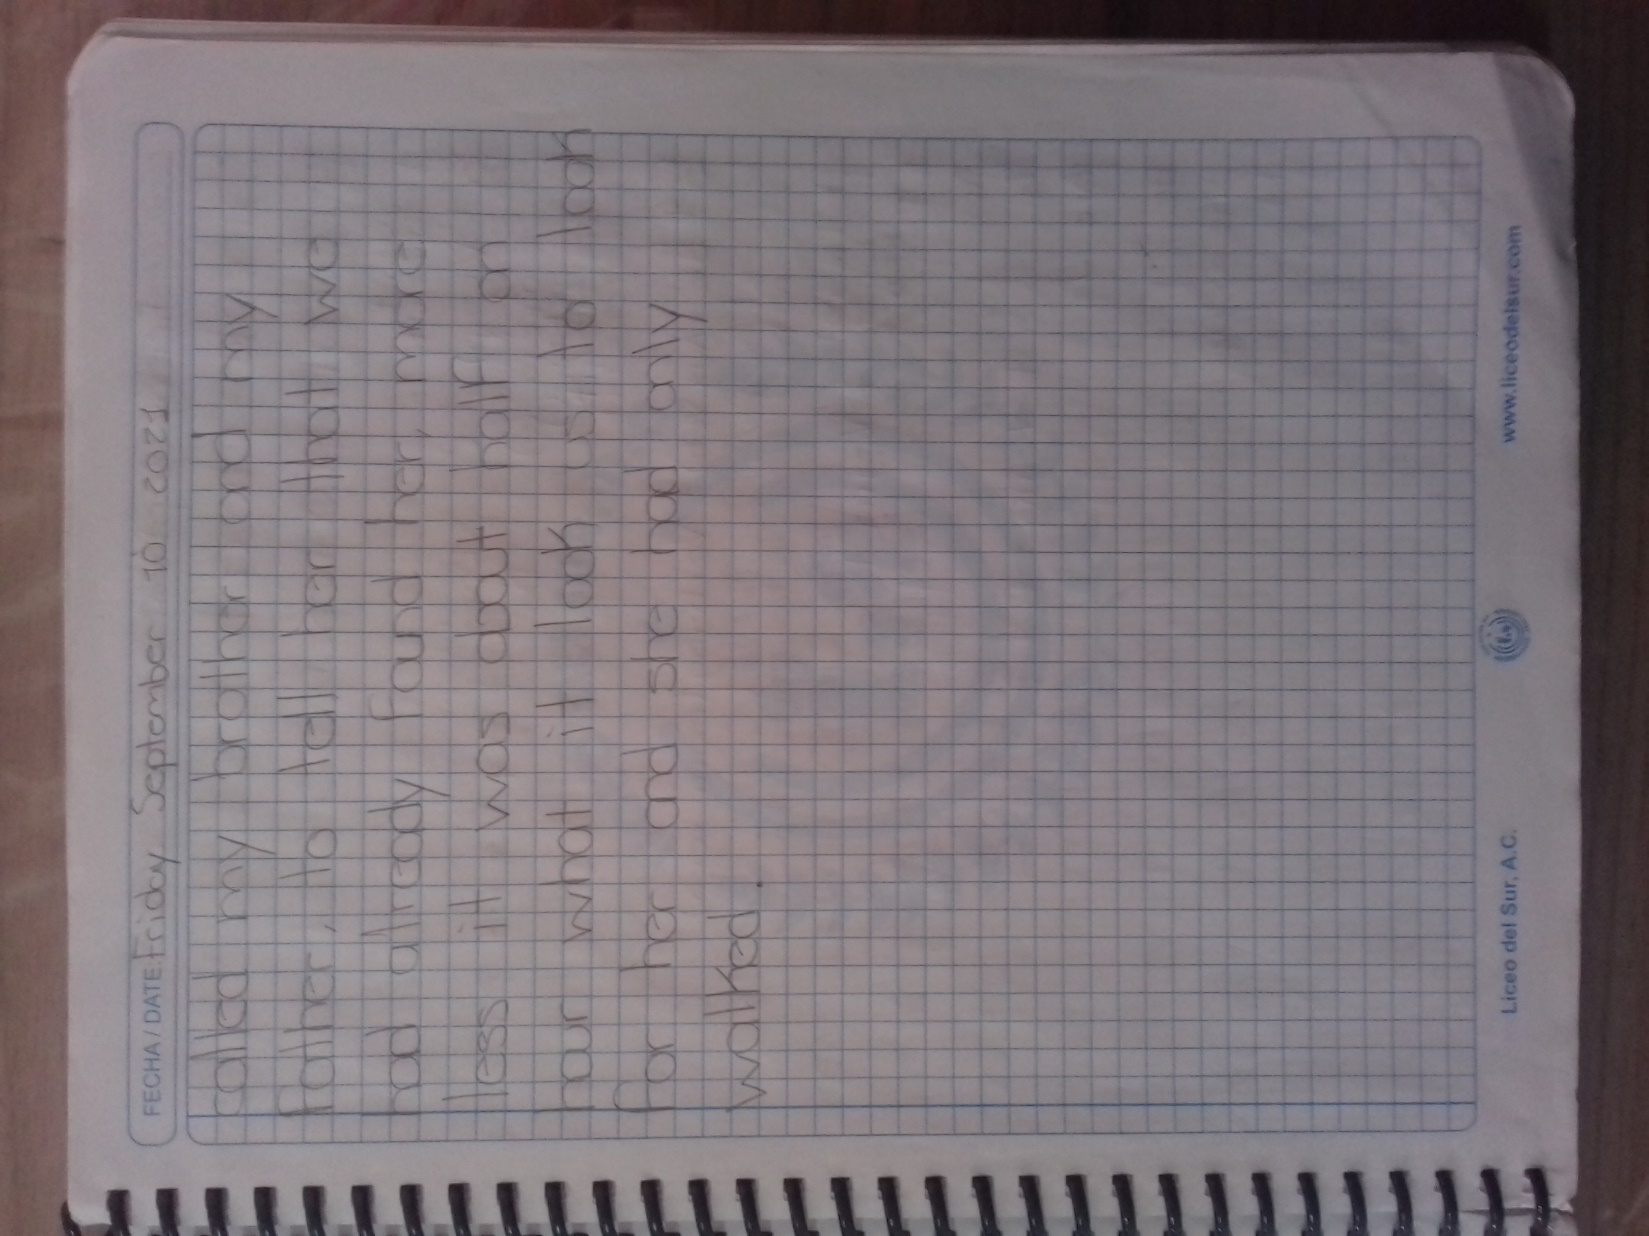 FECHA / DATE: Friday September 10 2021
called my brother and my
father, to tell her that we
had already found her, more
less it was about half an
hour what it took us to look
for her and she had only
walked.
Liceo del Sur, A.C.
www.liceodelsur.com